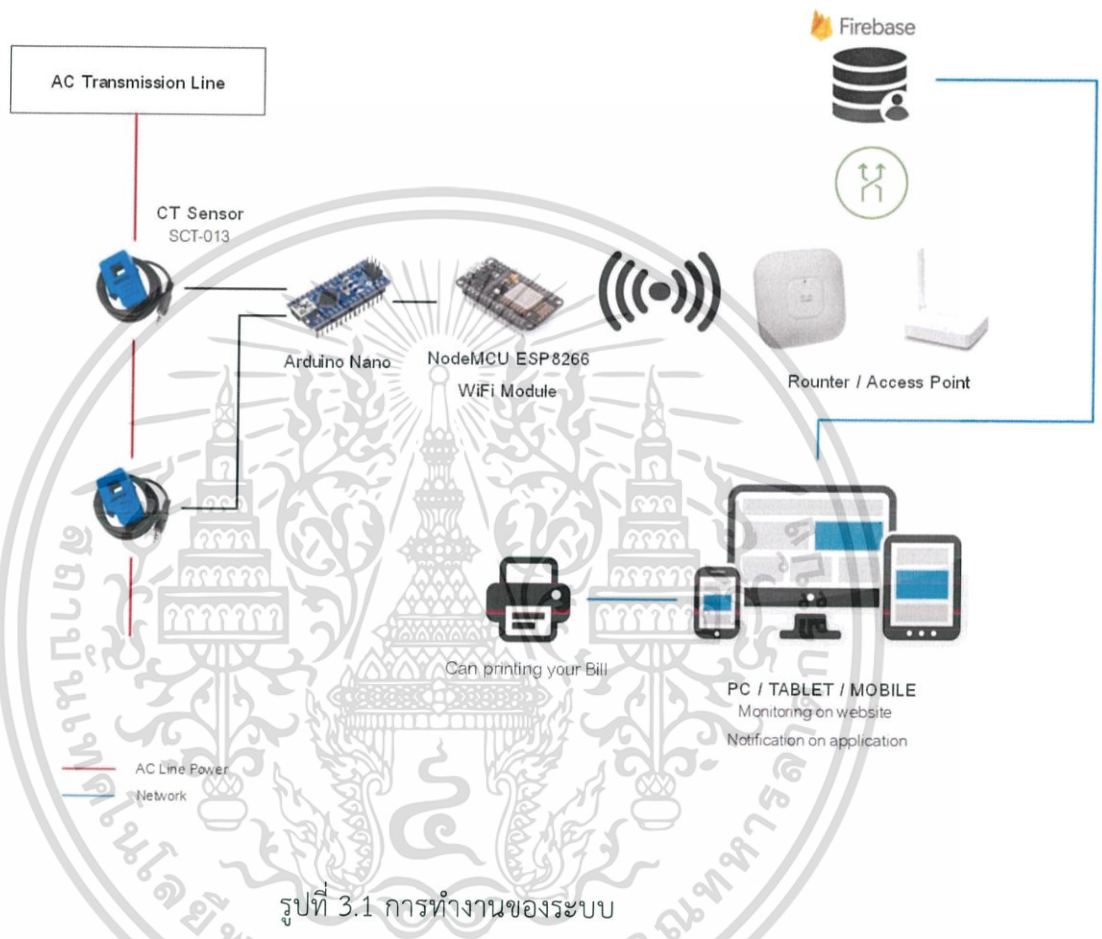 Firebase
AC Transmission Line
CT Sensor
SCT-013
Arduino Nano
NodeMCU ESP8266
WiFi Module
Rounter / Access Point
Can printing your Bill
PC / TABLET / MOBILE
Monitoring on website
Notification on application
AC Line Power
Network
รูปที่ 3.1 การทำงานของระบบ